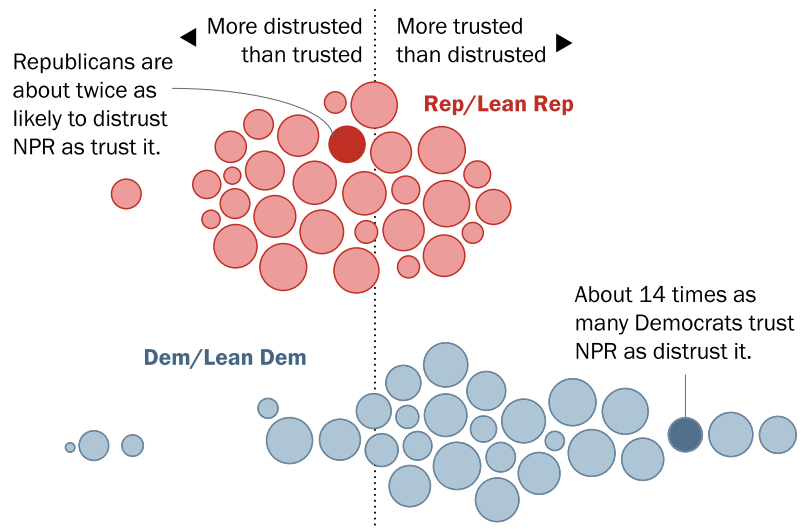 ◄ More distrusted
than trusted
More trusted
than distrusted ►
Republicans are
about twice as
likely to distrust
NPR as trust it.
Rep/Lean Rep
About 14 times as
many Democrats trust
NPR as distrust it.
Dem/Lean Dem